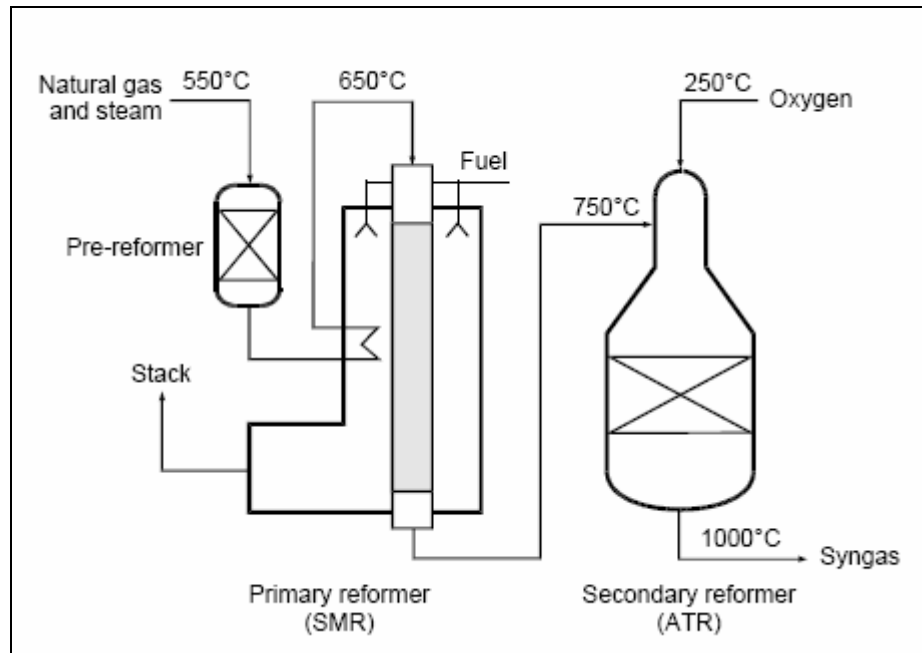 Natural gas
and steam
550°C
650°C
250°C
Oxygen
Fuel
750°C
Pre-reformer
Stack
1000°C
Syngas
Primary reformer
(SMR)
Secondary reformer
(ATR)